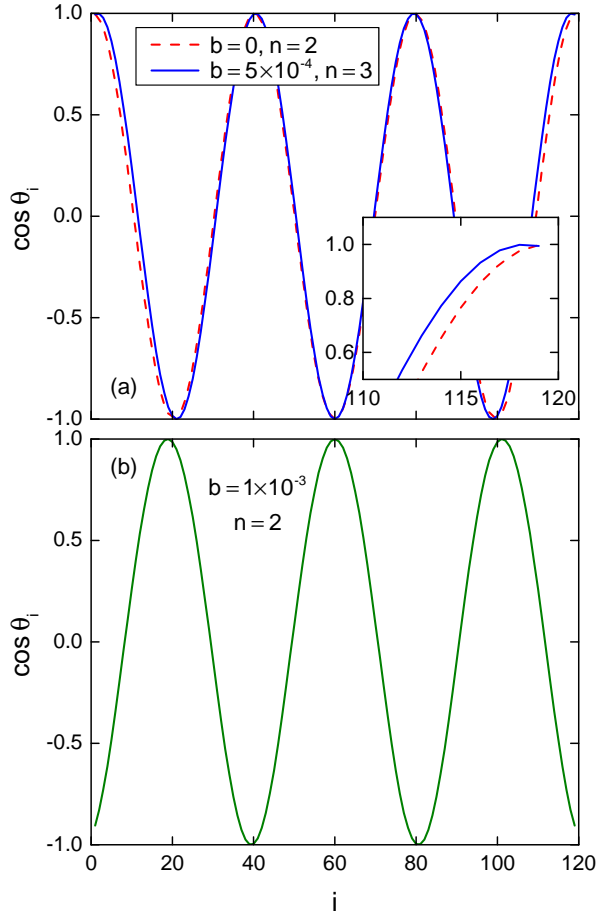 1.0
0.5
0.0
-0.5
-1.0
cos θi
b = 0, n = 2
b = 5×10-4, n = 3
(a)
1.0
0.8
0.6
110 115 120
1.0
0.5
0.0
-0.5
-1.0
cos θi
(b)
b = 1×10-3
n = 2
0 20 40 60 80 100 120
i